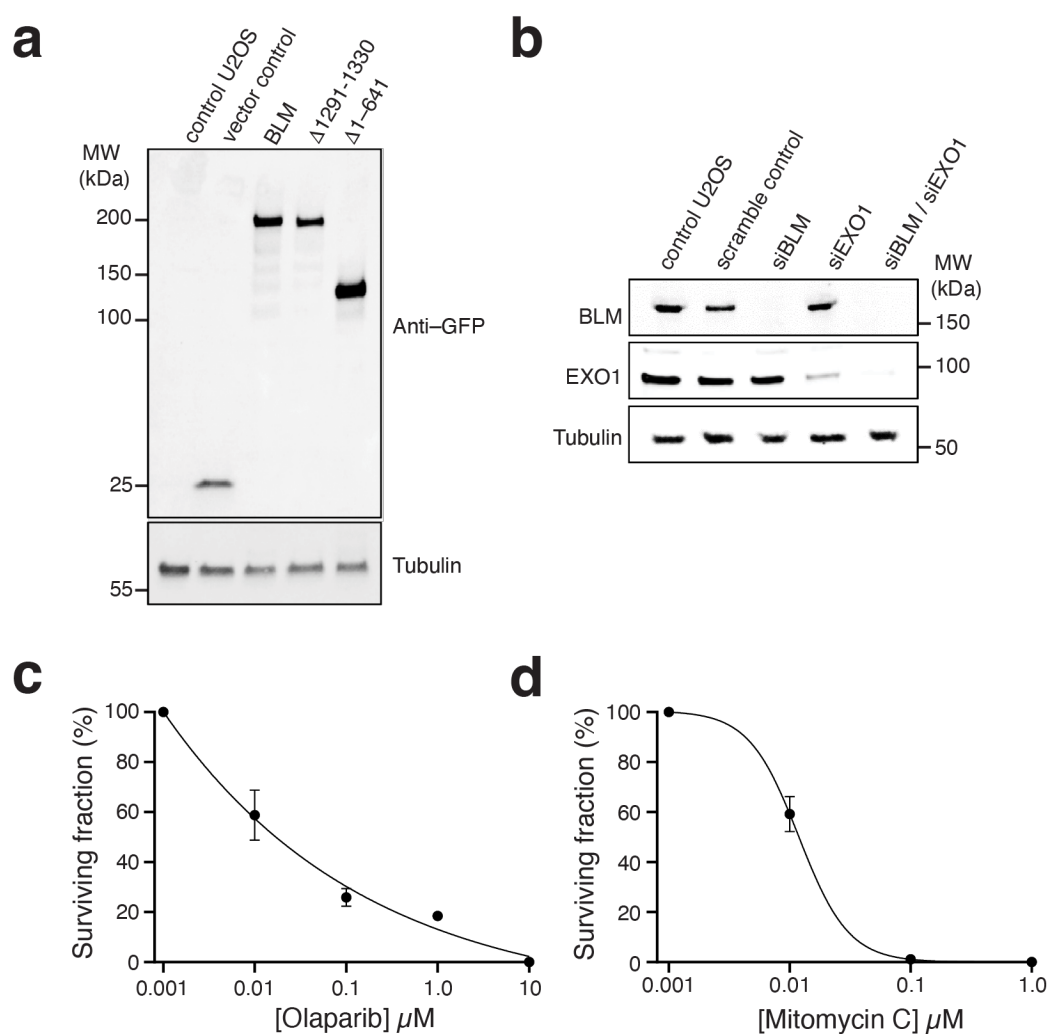 a
control U2OS
vector control
BLM
Δ1291-1330
Δ1–641
MW
(kDa)
200
150
100
25
Anti–GFP
Tubulin
55
b
control U2OS
scramble control
siBLM
siEXO1
siBLM / siEXO1
MW
(kDa)
BLM
150
EXO1
100
Tubulin
50
c
Surviving fraction (%)
100
80
60
40
20
0
0.001
0.01
0.1
1.0
10
[Olaparib] µM
d
Surviving fraction (%)
100
80
60
40
20
0
0.001
0.01
0.1
1.0
[Mitomycin C] µM